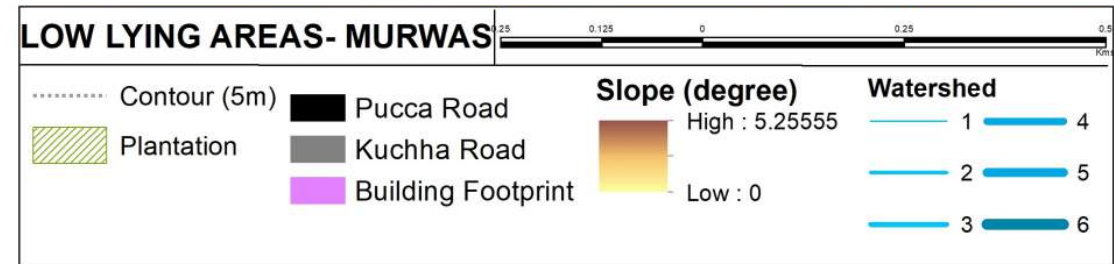 LOW LYING AREAS- MURWAS
0.25 0.125 0 0.25 0.5
Kms
Contour (5m)
Plantation
Pucca Road
Kuchha Road
Building Footprint
Slope (degree)
High : 5.25555
Low : 0
Watershed
1 4
2 5
3 6